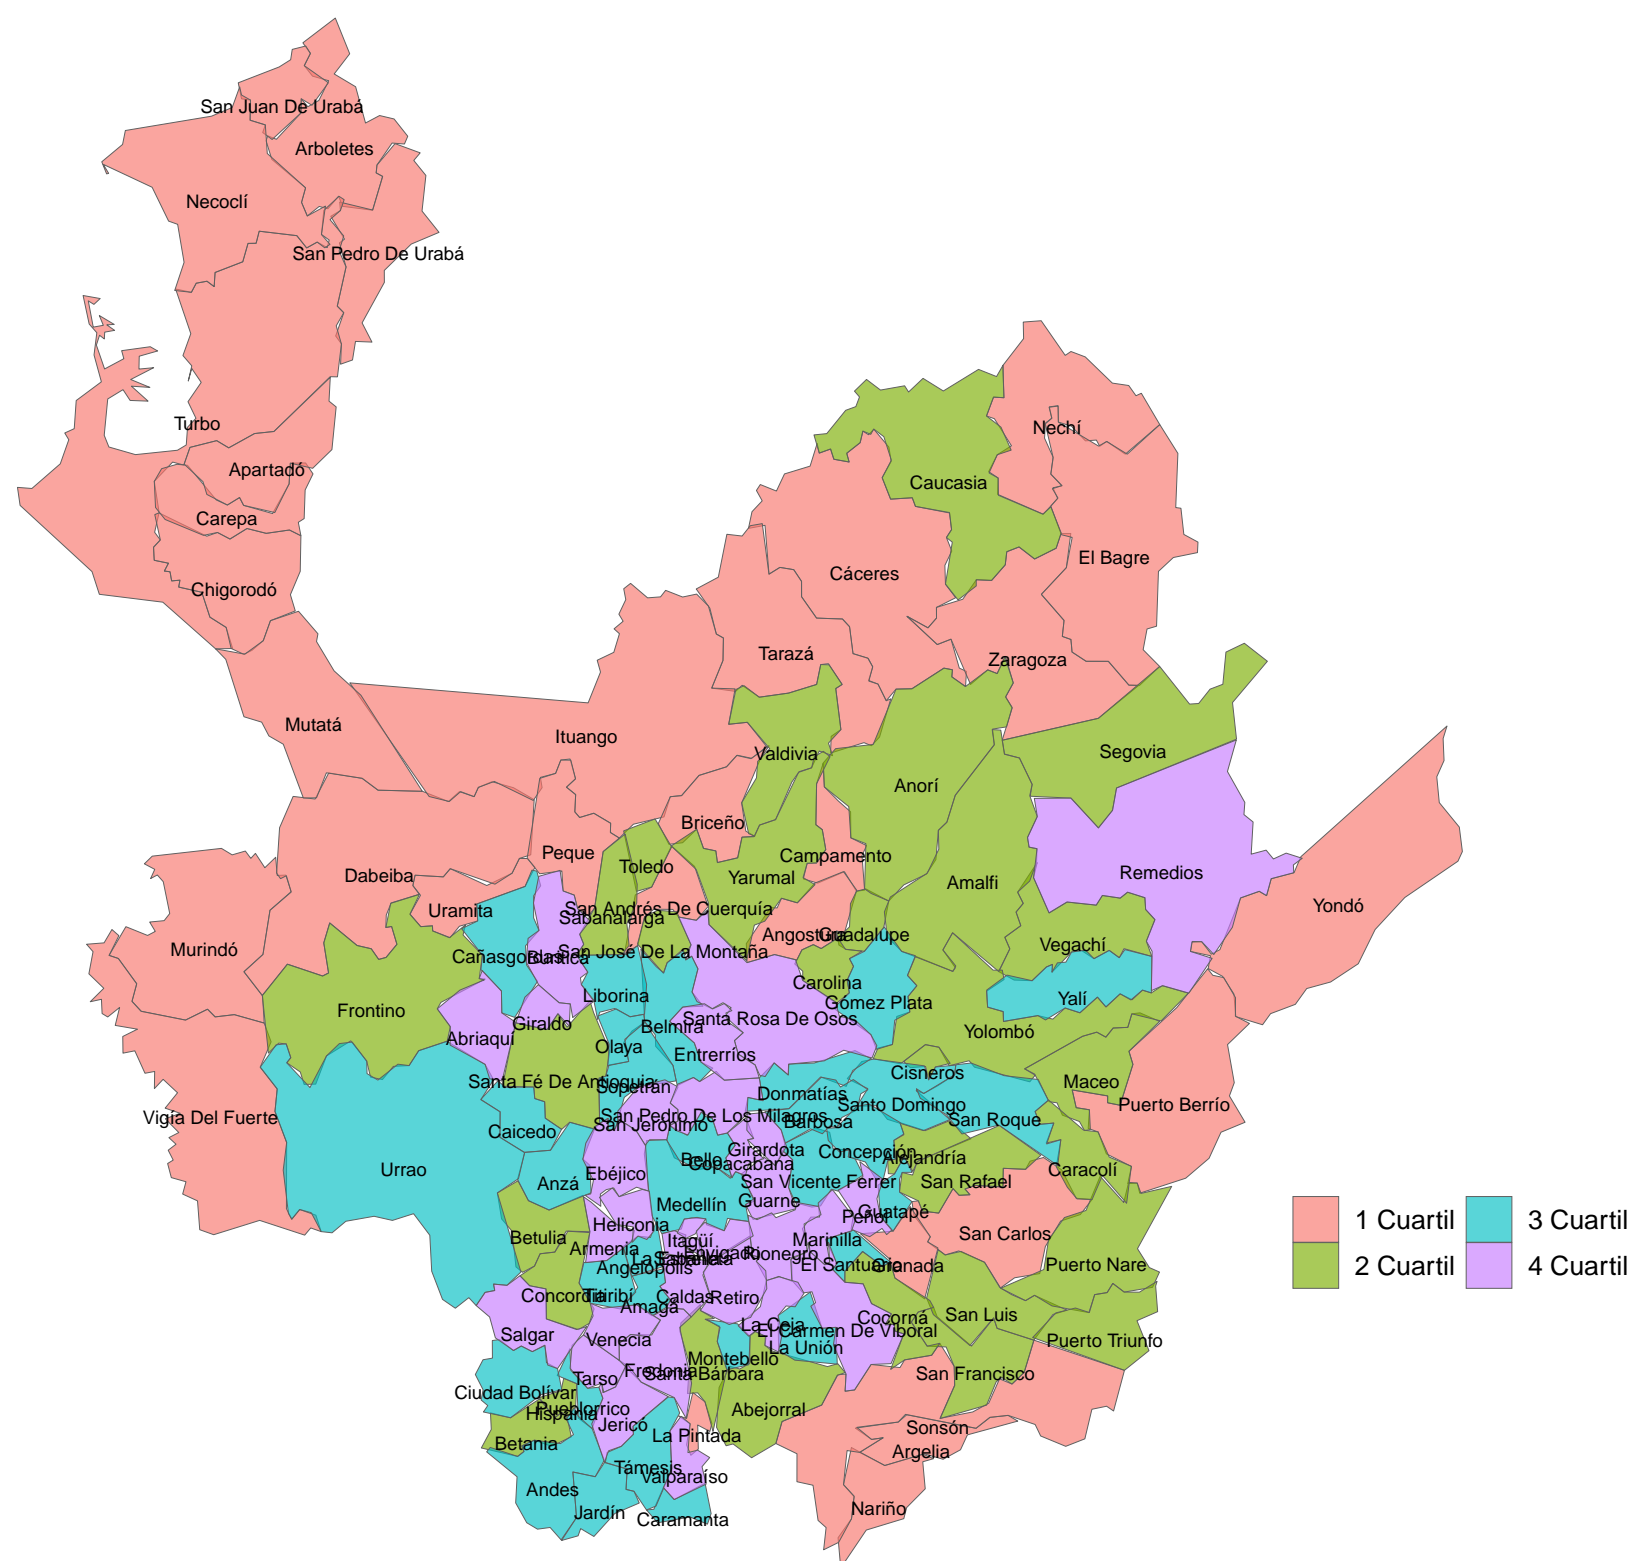 San Juan De Urabá
Arboletes
Necoclí
San Pedro De Urabá
Turbo
Nechí
Apartadó
Caucasia
Carepa
El Bagre
Cáceres
Chigorodó
Tarazá
Zaragoza
Mutatá
Ituango
Valdivia
Segovia
Anorí
Briceño
Peque
Campamento
Toledo
Dabeiba
Yarumal
Amalfi
Remedios
Yondó
Uramita
San Andrés De Cuerquía
Sabanalarga
Angostura
Guadalupe
Murindó
Vegachí
Cañasgordas
Buriticá
San José De La Montaña
Carolina
Liborina
Gómez Plata
Yalí
Frontino
Giraldo
Santa Rosa De Osos
Belmira
Yolombó
Abriaquí
Olaya
Entrerríos
Cisneros
Santa Fé De Antioquia
Sopetrán
Maceo
Donmatías
Santo Domingo
Puerto Berrío
Vigía Del Fuerte
San Pedro De Los Milagros
San Jerónimo
Barbosa
San Roque
Caicedo
Girardota
Concepción
Bello
Copacabana
Alejandría
Urrao
Ebéjico
Caracolí
Anzá
San Vicente Ferrer
San Rafael
Guarne
Medellín
Peñol
Guatapé
Heliconia
1 Cuartil
3 Cuartil
Betulia
Armenia
Itagüí
Marinilla
San Carlos
La Estrella
Sabaneta
Envigado
Rionegro
Angelópolis
El Santuario
Granada
Puerto Nare
2 Cuartil
4 Cuartil
Concordia
Titiribí
Caldas
Retiro
Amagá
San Luis
Cocorná
La Ceja
El Carmen De Viboral
Salgar
Venecia
La Unión
Puerto Triunfo
Montebello
Fredonia
Santa Bárbara
San Francisco
Tarso
Ciudad Bolívar
Pueblorrico
Hispania
Abejorral
Jericó
Sonsón
La Pintada
Betania
Argelia
Támesis
Valparaíso
Andes
Nariño
Jardín
Caramanta